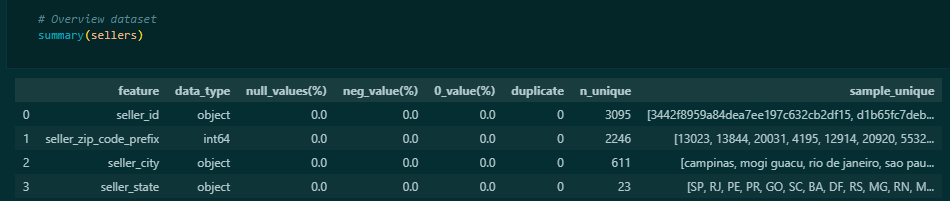 # Overview dataset
summary(sellers)
feature data_type null_values(%) neg_value(%) 0_value(%) duplicate n_unique sample_unique
0 seller_id object 0.0 0.0 0.0 0 3095 [3442f8959a84dea7ee197c632cb2df15, d1b65fc7deb...
1 seller_zip_code_prefix int64 0.0 0.0 0.0 0 2246 [13023, 13844, 20031, 4195, 12914, 20920, 5532...
2 seller_city object 0.0 0.0 0.0 0 611 [campinas, mogi guacu, rio de janeiro, sao pau...
3 seller_state object 0.0 0.0 0.0 0 23 [SP, RJ, PE, PR, GO, SC, BA, DF, RS, MG, RN, M...